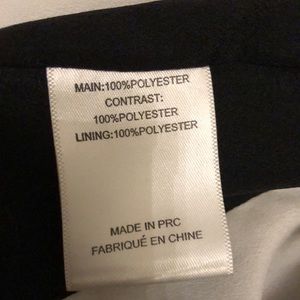 MAIN:100%POLYESTER
CONTRAST:
100%POLYESTER
LINING:100%POLYESTER
MADE IN PRC
FABRIQUÉ EN CHINE